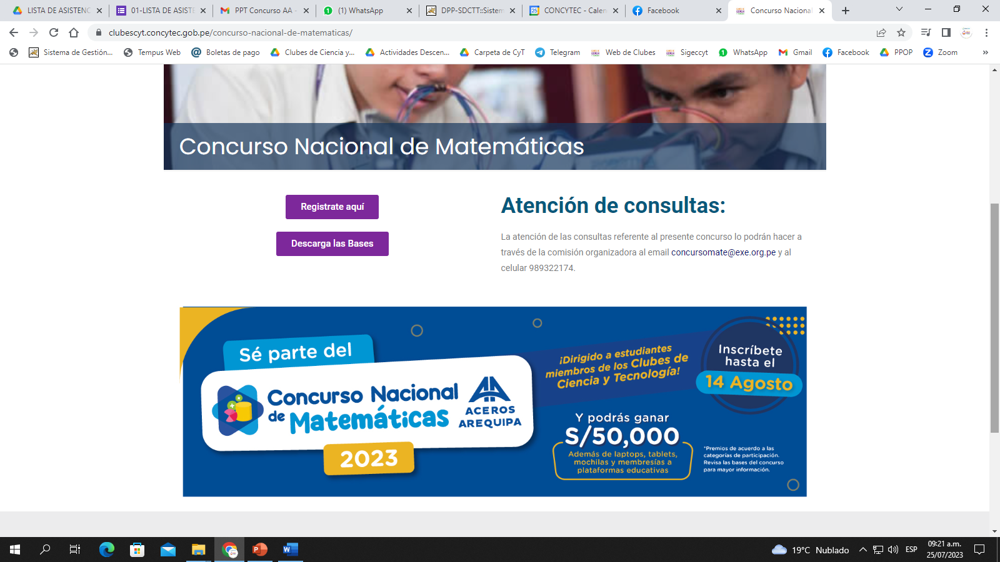 LISTA DE ASISTENC
01-LISTA DE ASISTE
PPT Concurso AA -
(1) WhatsApp
DPP-SDCTT::Sistem
CONCYTEC - Calen
Facebook
Concurso Nacional
clubescyt.concytec.gob.pe/concurso-nacional-de-matematicas/
Sistema de Gestión...
Tempus Web
Boletas de pago
Clubes de Ciencia y...
Actividades Descen...
Carpeta de CyT
Telegram
Web de Clubes
Sigeccyt
WhatsApp
Gmail
Facebook
PPOP
Zoom
»
Concurso Nacional de Matemáticas
Registrate aquí
Descarga las Bases
Atención de consultas:
La atención de las consultas referente al presente concurso lo podrán hacer a
través de la comisión organizadora al email concursomate@exe.org.pe y al
celular 989322174.
Sé parte del
Concurso Nacional
de Matemáticas
ACEROS
AREQUIPA
2023
¡Dirigido a estudiantes
miembros de los Clubes de
Ciencia y Tecnología!
Inscríbete
hasta el
14 Agosto
Y podrás ganar
S/50,000
Además de laptops, tablets,
mochilas y membresías a
plataformas educativas
*Premios de acuerdo a las
categorías de participación.
Revisa las bases del concurso
para mayor información.
19°C Nublado
ESP
09:21 a.m.
25/07/2023